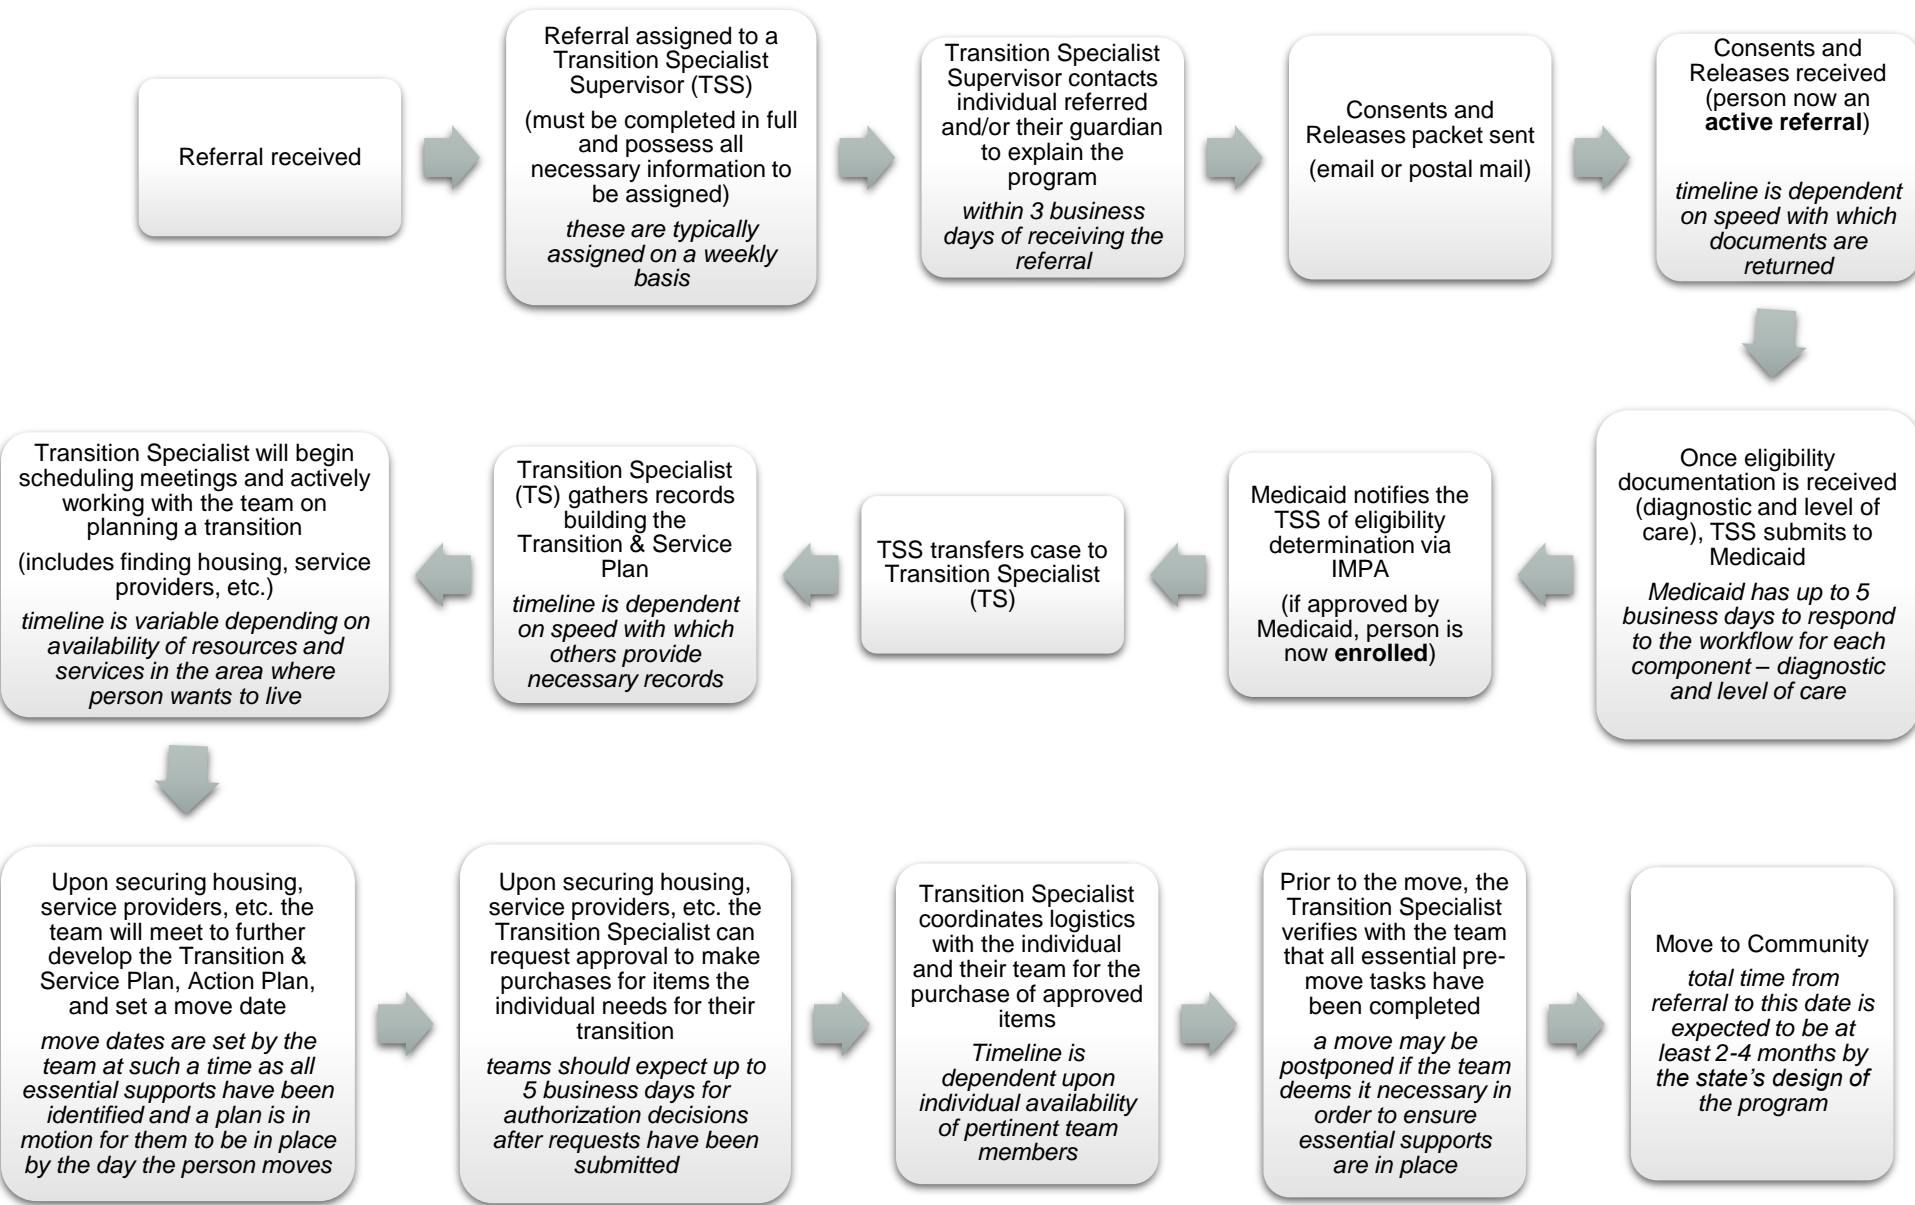 Referral received
Referral assigned to a
Transition Specialist
Supervisor (TSS)
(must be completed in full
and possess all
necessary information to
be assigned)
these are typically
assigned on a weekly
basis
Transition Specialist
Supervisor contacts
individual referred
and/or their guardian
to explain the
program
within 3 business
days of receiving the
referral
Consents and
Releases packet sent
(email or postal mail)
Consents and
Releases received
(person now an
active referral)
timeline is dependent
on speed with which
documents are
returned
Once eligibility
documentation is received
(diagnostic and level of
care), TSS submits to
Medicaid
Medicaid has up to 5
business days to respond
to the workflow for each
component – diagnostic
and level of care
Medicaid notifies the
TSS of eligibility
determination via
IMPA
(if approved by
Medicaid, person is
now enrolled)
TSS transfers case to
Transition Specialist
(TS)
Transition Specialist
(TS) gathers records
building the
Transition & Service
Plan
timeline is dependent
on speed with which
others provide
necessary records
Transition Specialist will begin
scheduling meetings and actively
working with the team on
planning a transition
(includes finding housing, service
providers, etc.)
timeline is variable depending on
availability of resources and
services in the area where
person wants to live
Upon securing housing,
service providers, etc. the
team will meet to further
develop the Transition &
Service Plan, Action Plan,
and set a move date
move dates are set by the
team at such a time as all
essential supports have been
identified and a plan is in
motion for them to be in place
by the day the person moves
Upon securing housing,
service providers, etc. the
Transition Specialist can
request approval to make
purchases for items the
individual needs for their
transition
teams should expect up to
5 business days for
authorization decisions
after requests have been
submitted
Transition Specialist
coordinates logistics
with the individual
and their team for the
purchase of approved
items
Timeline is
dependent upon
individual availability
of pertinent team
members
Prior to the move, the
Transition Specialist
verifies with the team
that all essential pre-
move tasks have
been completed
a move may be
postponed if the team
deems it necessary in
order to ensure
essential supports
are in place
Move to Community
total time from
referral to this date is
expected to be at
least 2-4 months by
the state’s design of
the program